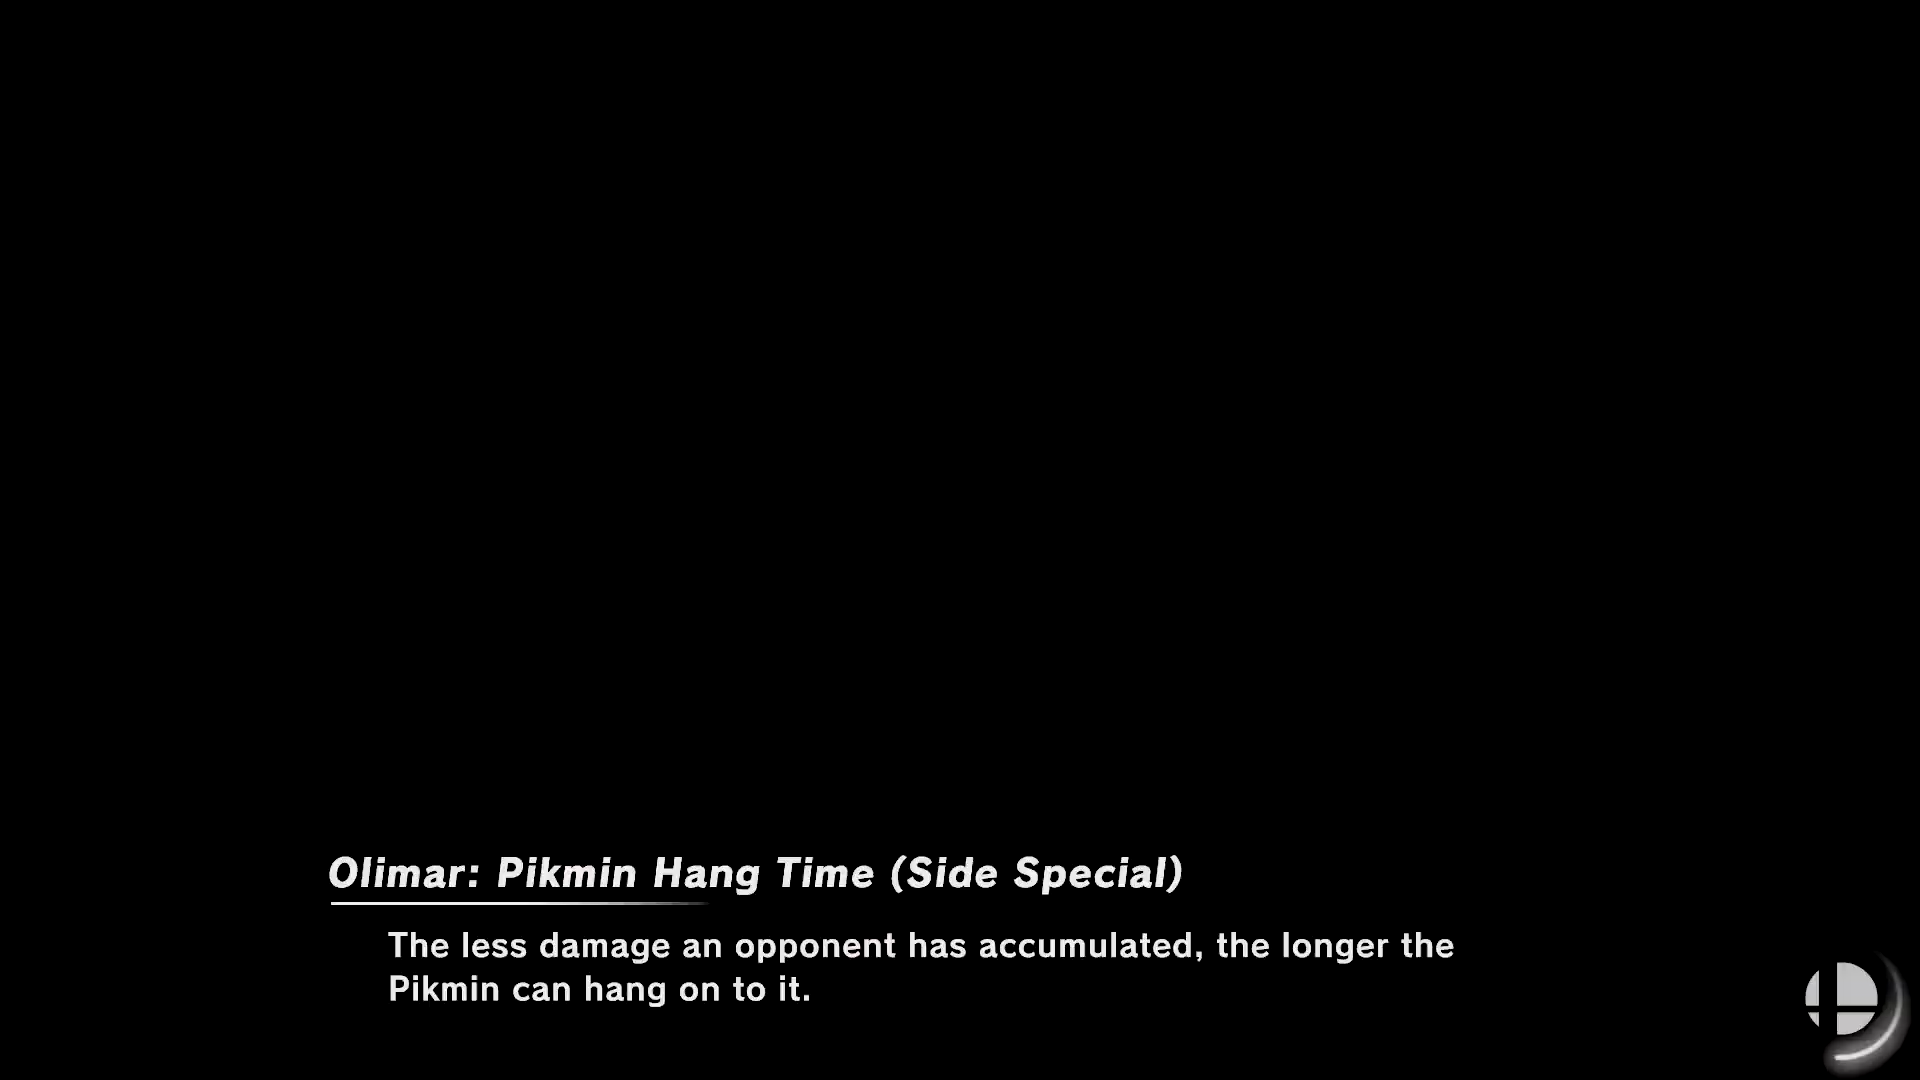 Olimar: Pikmin Hang Time (Side Special)
The less damage an opponent has accumulated, the longer the
Pikmin can hang on to it.